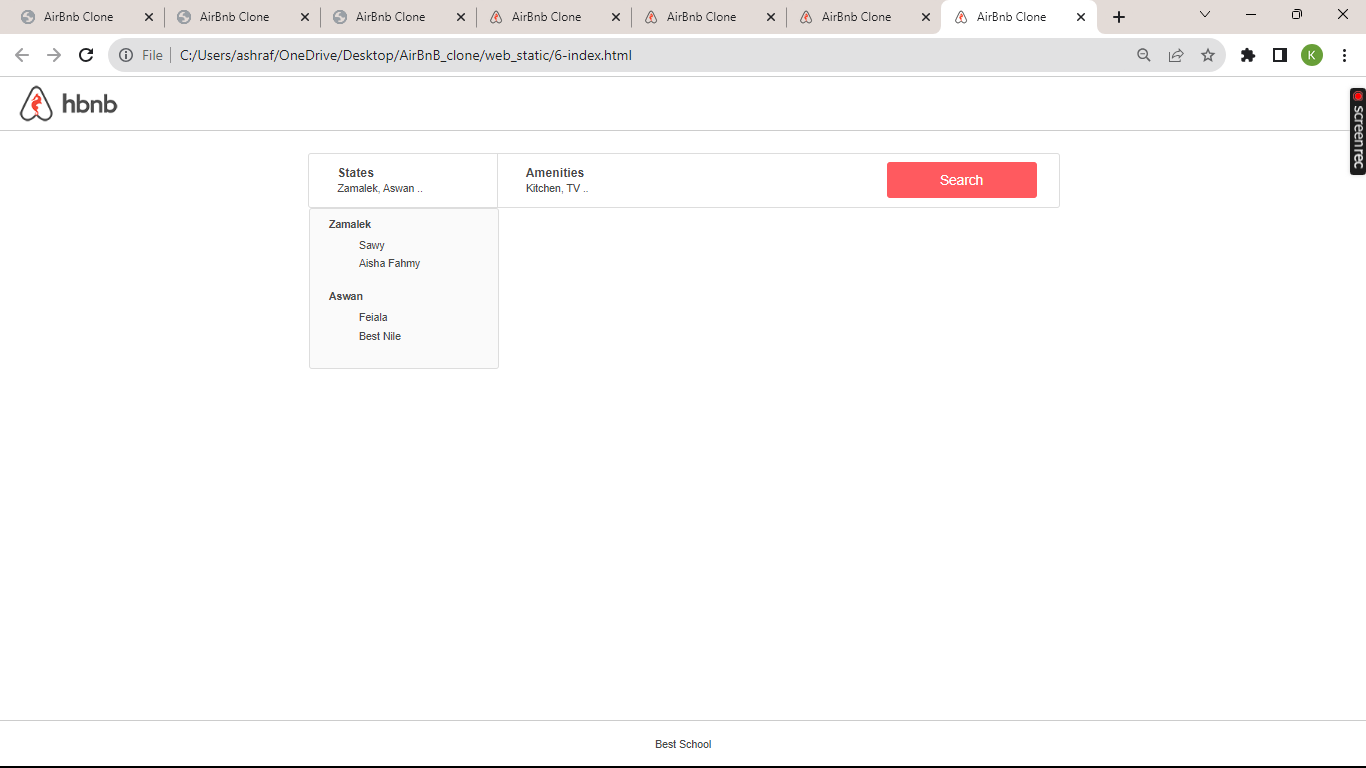 AirBnb Clone AirBnb Clone AirBnb Clone AirBnb Clone AirBnb Clone AirBnb Clone AirBnb Clone
File C:/Users/ashraf/OneDrive/Desktop/AirBnB_clone/web_static/6-index.html K
hbnb
screenrec
States Amenities Search
Zamalek, Aswan .. Kitchen, TV ..
Zamalek
Sawy
Aisha Fahmy
Aswan
Feiala
Best Nile
Best School